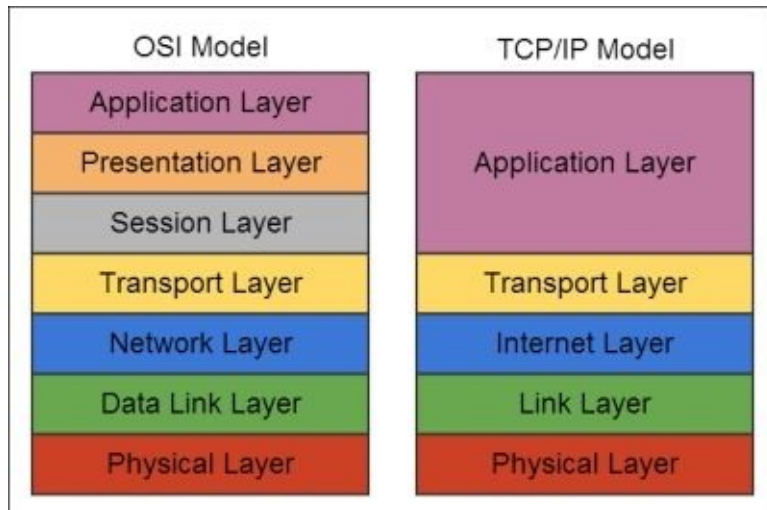 OSI Model
Application Layer
Presentation Layer
Session Layer
Transport Layer
Network Layer
Data Link Layer
Physical Layer
TCP/IP Model
Application Layer
Transport Layer
Internet Layer
Link Layer
Physical Layer